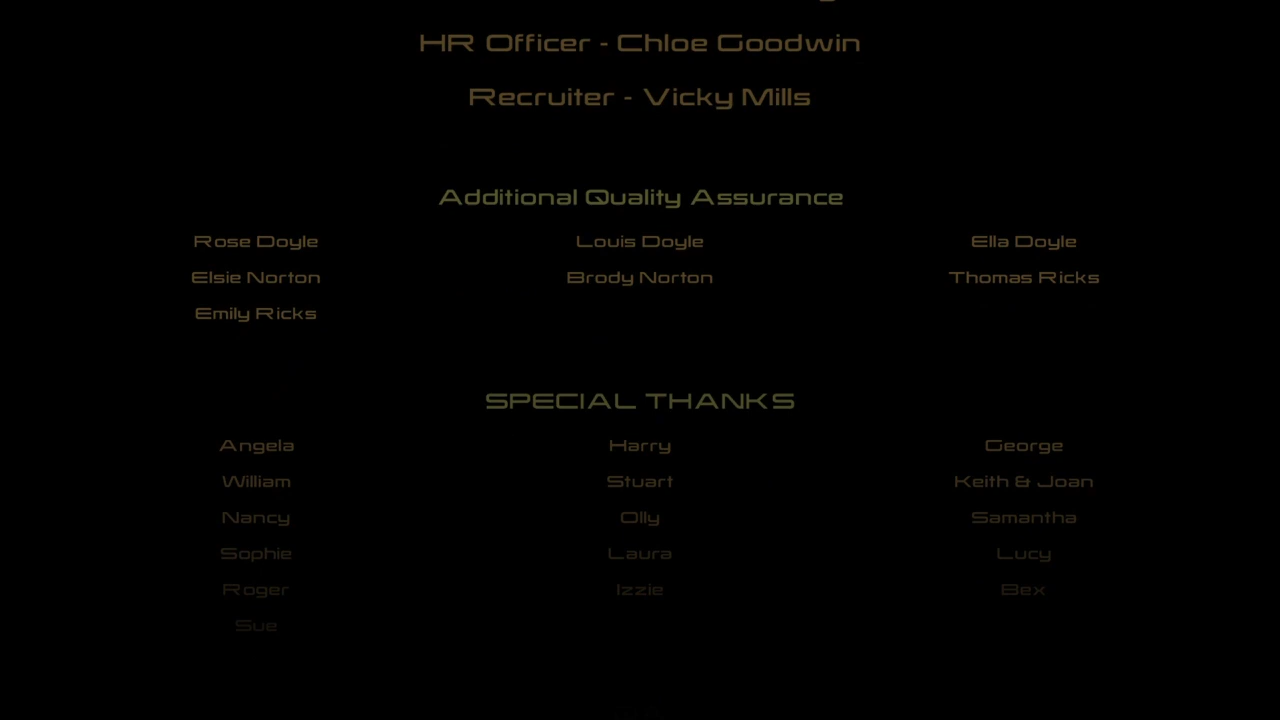 HR Officer - Chloe Goodwin
Recruiter - Vicky Mills
Additional Quality Assurance
Rose Doyle Louis Doyle Ella Doyle
Elsie Norton Brody Norton Thomas Ricks
Emily Ricks
SPECIAL THANKS
Angela Harry George
William Stuart Keith & Joan
Nancy Olly Samantha
Sophie Laura Lucy
Roger Izzie Bex
Sue